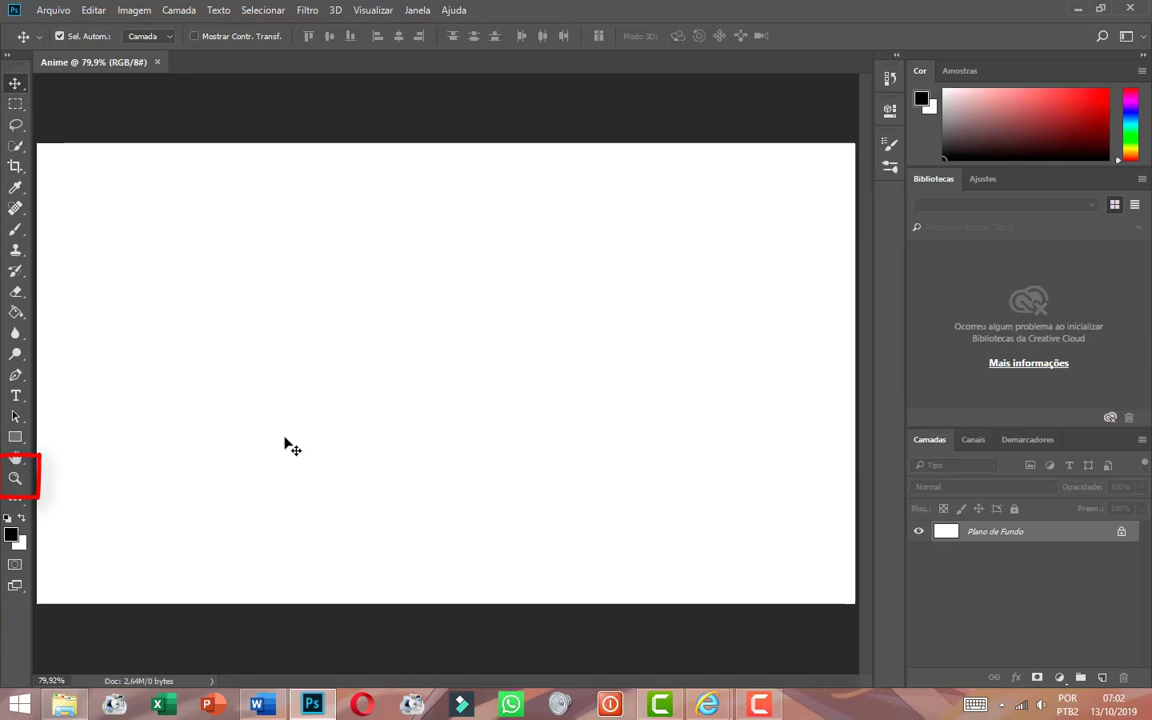 Ps Arquivo Editar Imagem Camada Texto Selecionar Filtro 3D Visualizar Janela Ajuda
Sel. Autom.: Camada Mostrar Contr. Transf. Modo 3D:
Anime @ 79,9% (RGB/8#) ×
Cor Amostras
Bibliotecas Ajustes
Ocorreu algum problema ao inicializar
Bibliotecas da Creative Cloud
Mais informações
Camadas Canais Demarcadores
Tipo
Normal Opacidade: 100%
Bloq.: Preen.: 100%
Plano de Fundo
79,92% Doc: 2,64M/0 bytes
POR 07:02
PTB2 13/10/2019